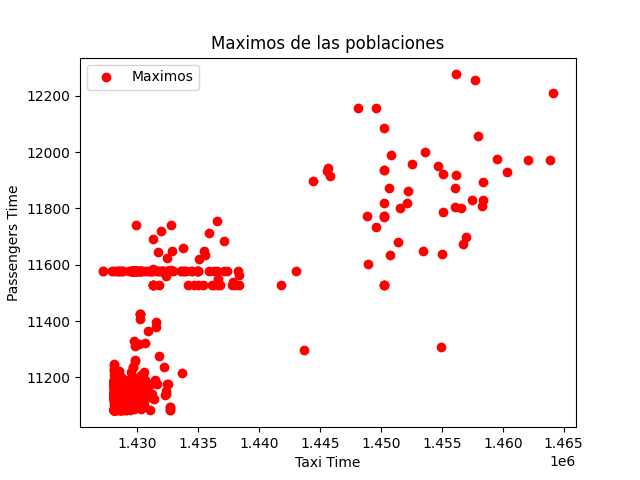 Maximos de las poblaciones
Maximos
Passengers Time
12200
12000
11800
11600
11400
11200
1.430 1.435 1.440 1.445 1.450 1.455 1.460 1.465
1e6
Taxi Time